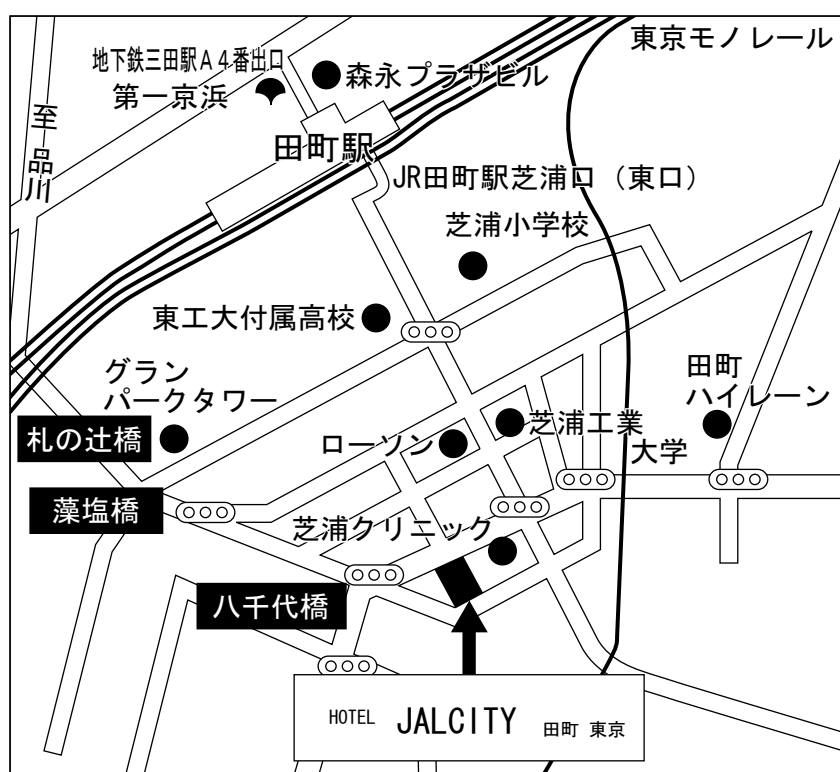 東京モノレール
地下鉄三田駅A4番出口
森永プラザビル
第一京浜
至品川
田町駅
JR田町駅芝浦口（東口）
芝浦小学校
東工大付属高校
グラン
パークタワー
田町
ハイレーン
札の辻橋
ローソン
芝浦工業
大学
藻塩橋
芝浦クリニック
八千代橋
HOTEL JALCITY 田町 東京